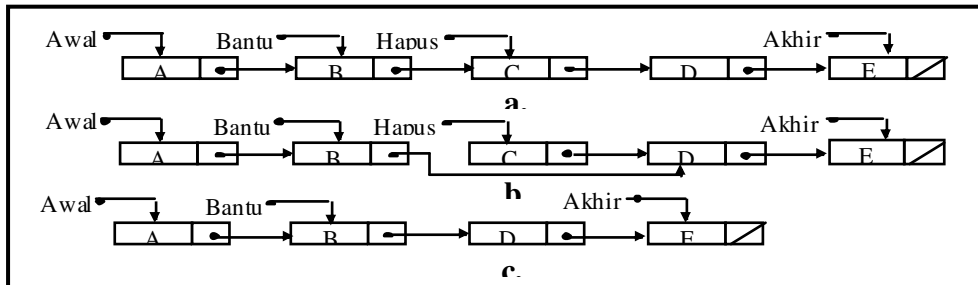 Awal Bantu Hapus Akhir
A B C D E
a.
Awal Bantu Hapus Akhir
A B C D E
b
Awal Bantu Akhir
A B D E
c.